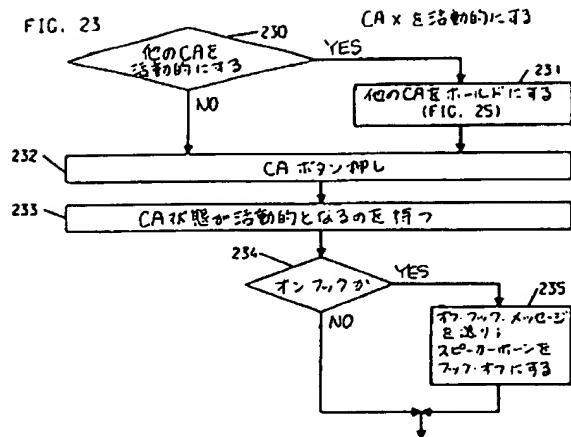 FIG. 23
CA x を活動的にする
230
他のCAを
活動的にする
YES
NO
231
他のCAをホールドにする
(FIG. 25)
232
CA ボタン押し
233
CA状態が活動的となるのを待つ
234
オンフックか
YES
NO
235
オフ・フック・メッセージ
を送り;
スピーカーホーンを
フック・オフにする